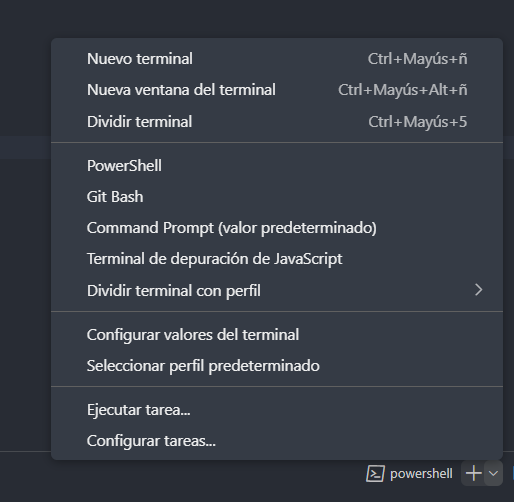 Nuevo terminal Ctrl+Mayús+ñ
Nueva ventana del terminal Ctrl+Mayús+Alt+ñ
Dividir terminal Ctrl+Mayús+5
PowerShell
Git Bash
Command Prompt (valor predeterminado)
Terminal de depuración de JavaScript
Dividir terminal con perfil
Configurar valores del terminal
Seleccionar perfil predeterminado
Ejecutar tarea...
Configurar tareas...
powershell